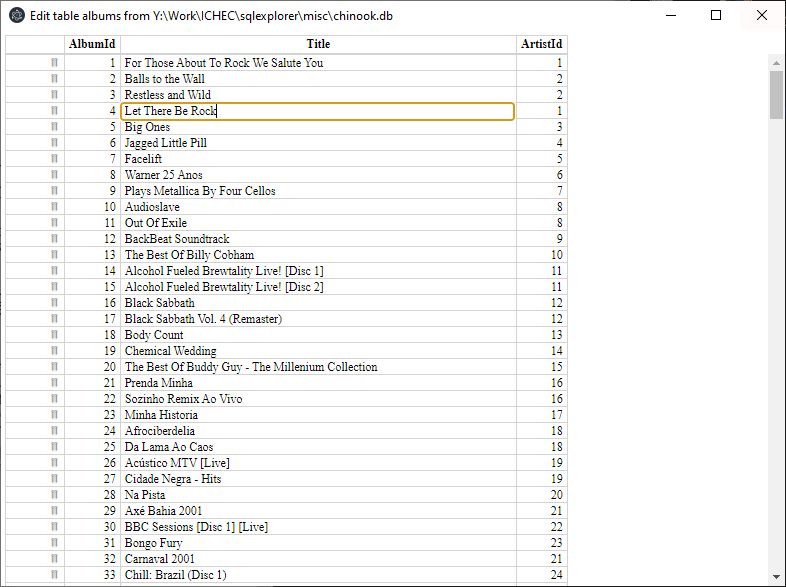 Edit table albums from Y:\Work\ICHEC\sqlexplorer\misc\chinook.db
AlbumId Title ArtistId
1 For Those About To Rock We Salute You 1
2 Balls to the Wall 2
3 Restless and Wild 2
4 Let There Be Rock 1
5 Big Ones 3
6 Jagged Little Pill 4
7 Facelift 5
8 Warner 25 Anos 6
9 Plays Metallica By Four Cellos 7
10 Audioslave 8
11 Out Of Exile 8
12 BackBeat Soundtrack 9
13 The Best Of Billy Cobham 10
14 Alcohol Fueled Brewtality Live! [Disc 1] 11
15 Alcohol Fueled Brewtality Live! [Disc 2] 11
16 Black Sabbath 12
17 Black Sabbath Vol. 4 (Remaster) 12
18 Body Count 13
19 Chemical Wedding 14
20 The Best Of Buddy Guy - The Millenium Collection 15
21 Prenda Minha 16
22 Sozinho Remix Ao Vivo 16
23 Minha Historia 17
24 Afrociberdelia 18
25 Da Lama Ao Caos 18
26 Acústico MTV [Live] 19
27 Cidade Negra - Hits 19
28 Na Pista 20
29 Axé Bahia 2001 21
30 BBC Sessions [Disc 1] [Live] 22
31 Bongo Fury 23
32 Carnaval 2001 21
33 Chill: Brazil (Disc 1) 24